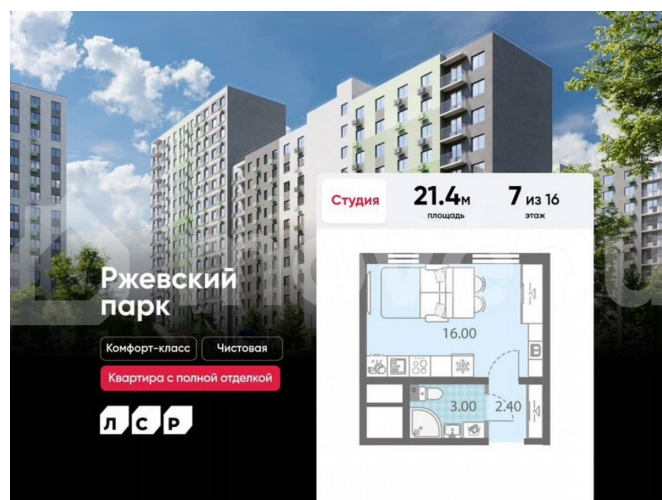 Студия
21.4м
площадь
7 из 16
этаж
Ржевский
парк
Комфорт-класс
Чистовая
Квартира с полной отделкой
ЛСР
16.00
3.00
2.40